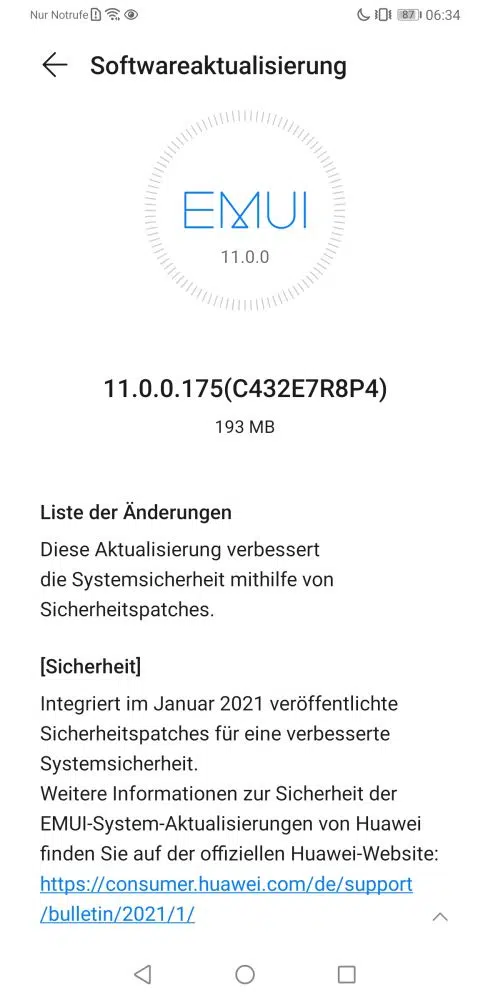 Nur Notrufe 87 06:34
Softwareaktualisierung
EMUI
11.0.0
11.0.0.175(C432E7R8P4)
193 MB
Liste der Änderungen
Diese Aktualisierung verbessert
die Systemsicherheit mithilfe von
Sicherheitspatches.
[Sicherheit]
Integriert im Januar 2021 veröffentlichte
Sicherheitspatches für eine verbesserte
Systemsicherheit.
Weitere Informationen zur Sicherheit der
EMUI-System-Aktualisierungen von Huawei
finden Sie auf der offiziellen Huawei-Website:
https://consumer.huawei.com/de/support
/bulletin/2021/1/